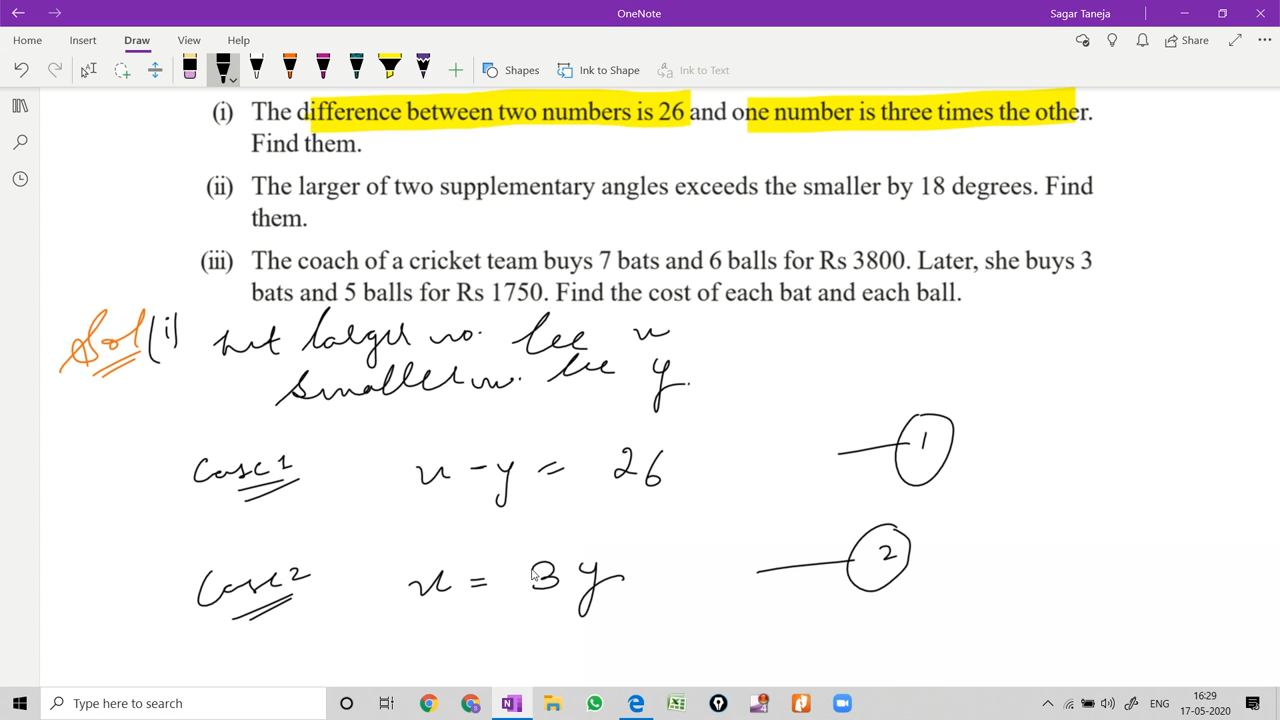 OneNote
Sagar Taneja
Home Insert Draw View Help
Share
Shapes Ink to Shape Ink to Text
(i) The difference between two numbers is 26 and one number is three times the other.
Find them.
(ii) The larger of two supplementary angles exceeds the smaller by 18 degrees. Find
them.
(iii) The coach of a cricket team buys 7 bats and 6 balls for Rs 3800. Later, she buys 3
bats and 5 balls for Rs 1750. Find the cost of each bat and each ball.
Sol (i) Let larger no. be x
smaller no. be y.
Case 1 x - y = 26 1
Case 2 x = 3y 2
Type here to search
ENG
16:29
17-05-2020